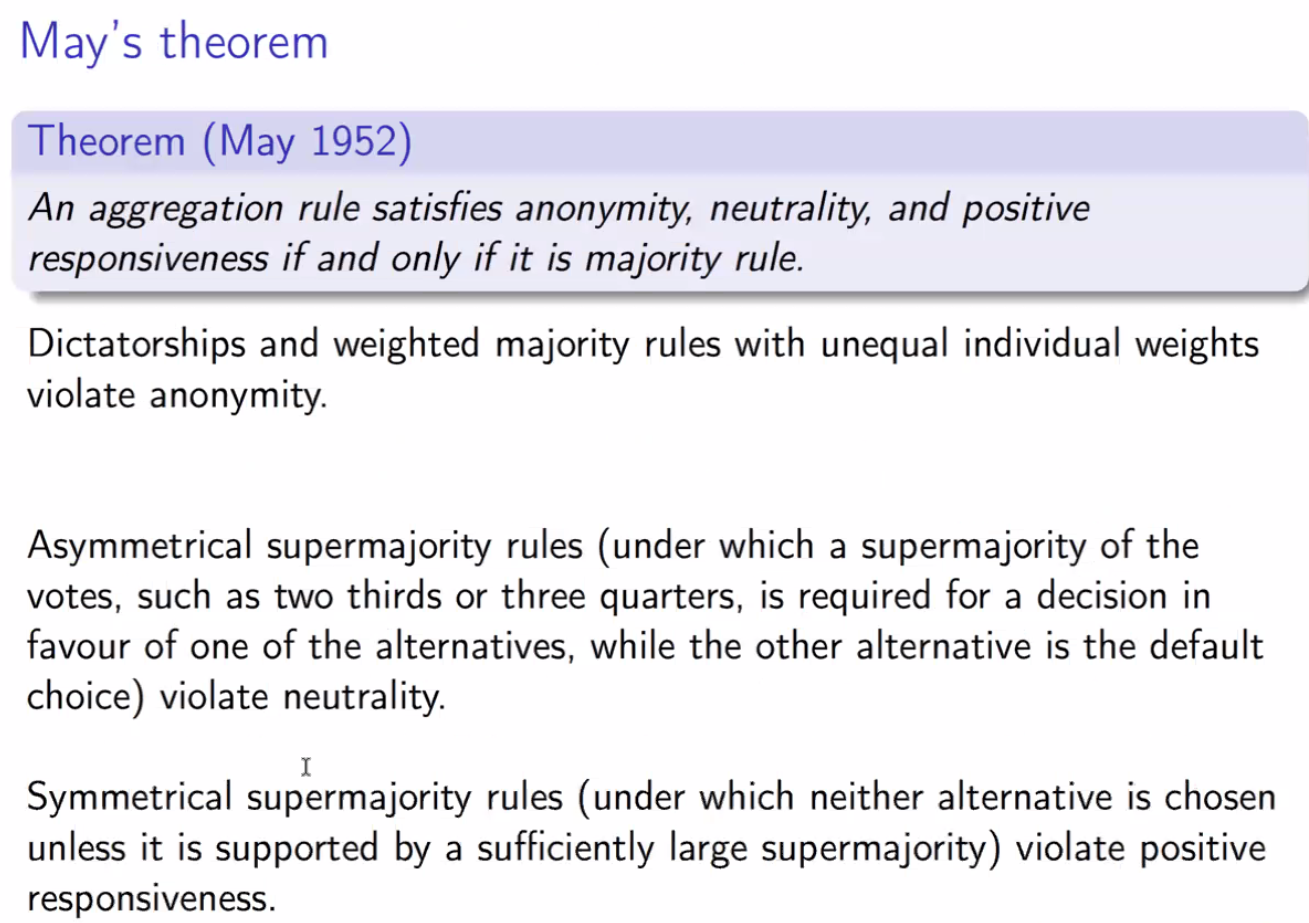 May's theorem
Theorem (May 1952)
An aggregation rule satisfies anonymity, neutrality, and positive
responsiveness if and only if it is majority rule.
Dictatorships and weighted majority rules with unequal individual weights
violate anonymity.
Asymmetrical supermajority rules (under which a supermajority of the
votes, such as two thirds or three quarters, is required for a decision in
favour of one of the alternatives, while the other alternative is the default
choice) violate neutrality.
Symmetrical supermajority rules (under which neither alternative is chosen
unless it is supported by a sufficiently large supermajority) violate positive
responsiveness.